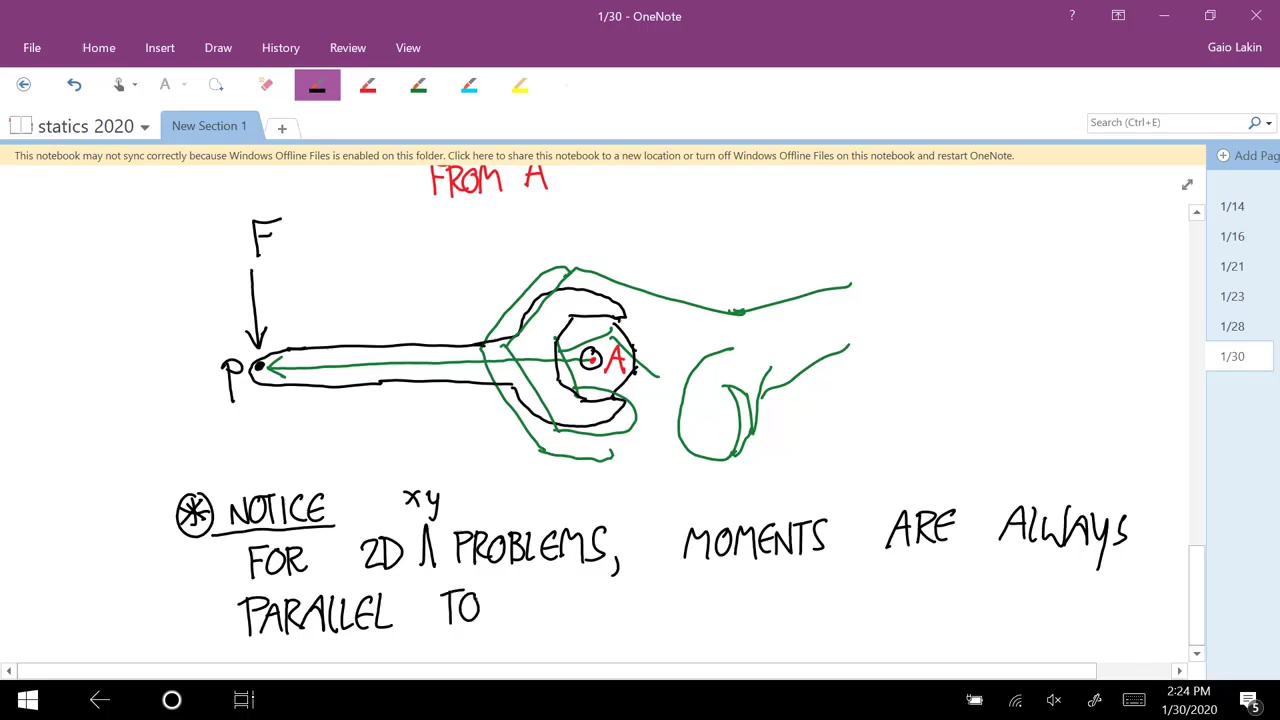 1/30 - OneNote
?
File Home Insert Draw History Review View
Gaio Lakin
A
statics 2020
New Section 1
+
Search (Ctrl+E)
This notebook may not sync correctly because Windows Offline Files is enabled on this folder. Click here to share this notebook to a new location or turn off Windows Offline Files on this notebook and restart OneNote.
Add Pag
FROM A
1/14
1/16
1/21
1/23
1/28
1/30
F
P
A
NOTICE
xy
FOR 2D PROBLEMS, MOMENTS ARE ALWAYS
PARALLEL TO
2:24 PM
1/30/2020
5